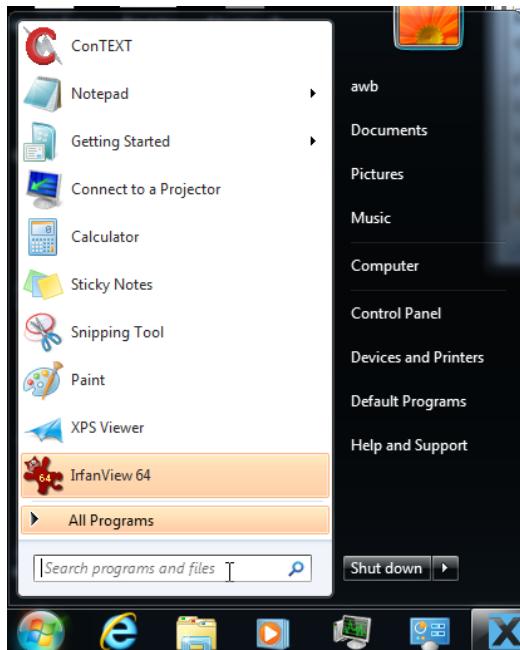 ConTEXT
Notepad
Getting Started
Connect to a Projector
Calculator
Sticky Notes
Snipping Tool
Paint
XPS Viewer
64
IrfanView 64
All Programs
Search programs and files
awb
Documents
Pictures
Music
Computer
Control Panel
Devices and Printers
Default Programs
Help and Support
Shut down